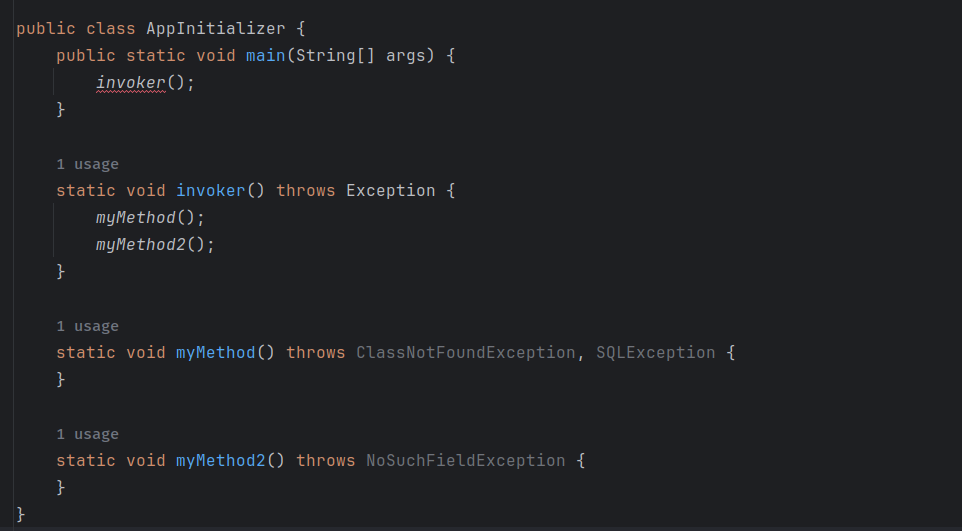 public class AppInitializer {
    public static void main(String[] args) {
        invoker();
    }
1 usage
    static void invoker() throws Exception {
        myMethod();
        myMethod2();
    }
1 usage
    static void myMethod() throws ClassNotFoundException, SQLException {
    }
1 usage
    static void myMethod2() throws NoSuchFieldException {
    }
}